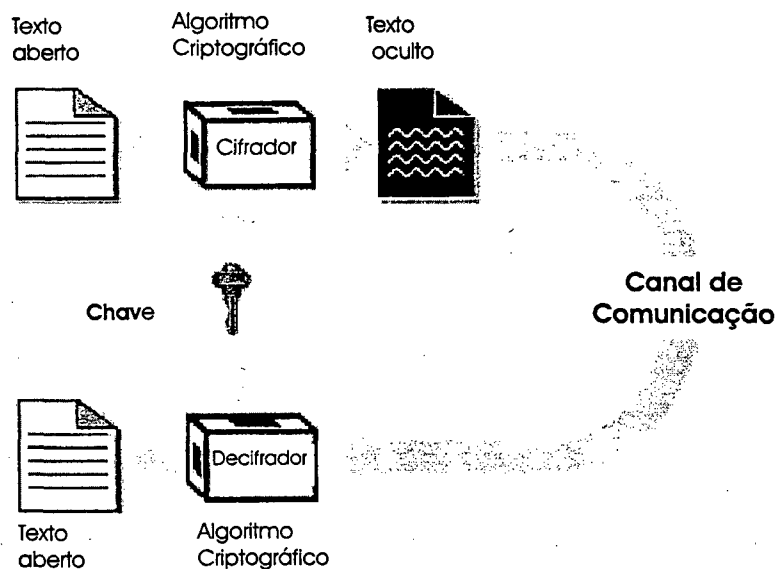 Texto
aberto
Algoritmo
Criptográfico
Texto
oculto
Cifrador
Chave
Canal de
Comunicação
Decifrador
Texto
aberto
Algoritmo
Criptográfico